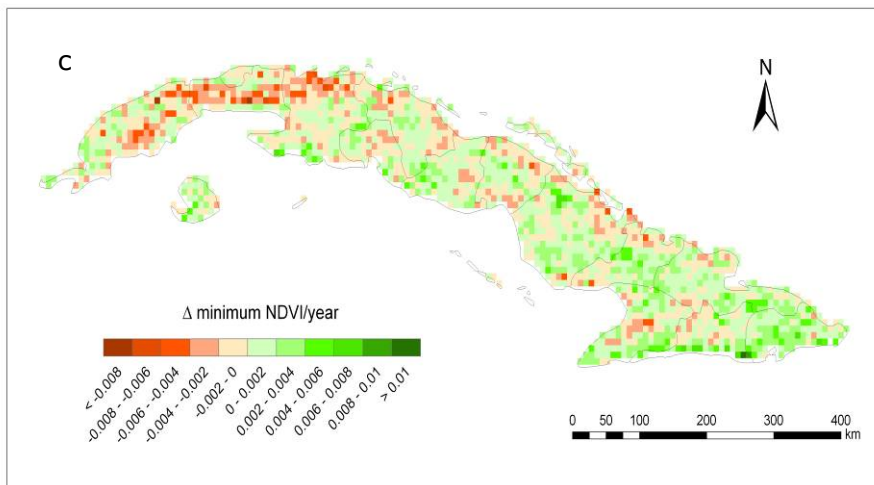 C
N
Δ minimum NDVI/year
< -0.008
-0.008 - -0.006
-0.006 - -0.004
-0.004 - -0.002
-0.002 - 0
0 - 0.002
0.002 - 0.004
0.004 - 0.006
0.006 - 0.008
0.008 - 0.01
> 0.01
0 50 100 200 300 400
km